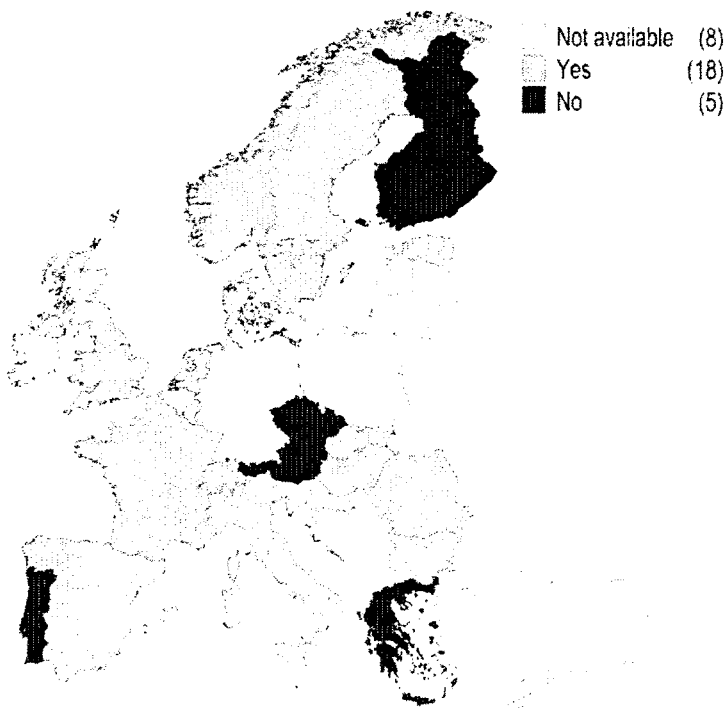 Not available (8)
Yes (18)
No (5)